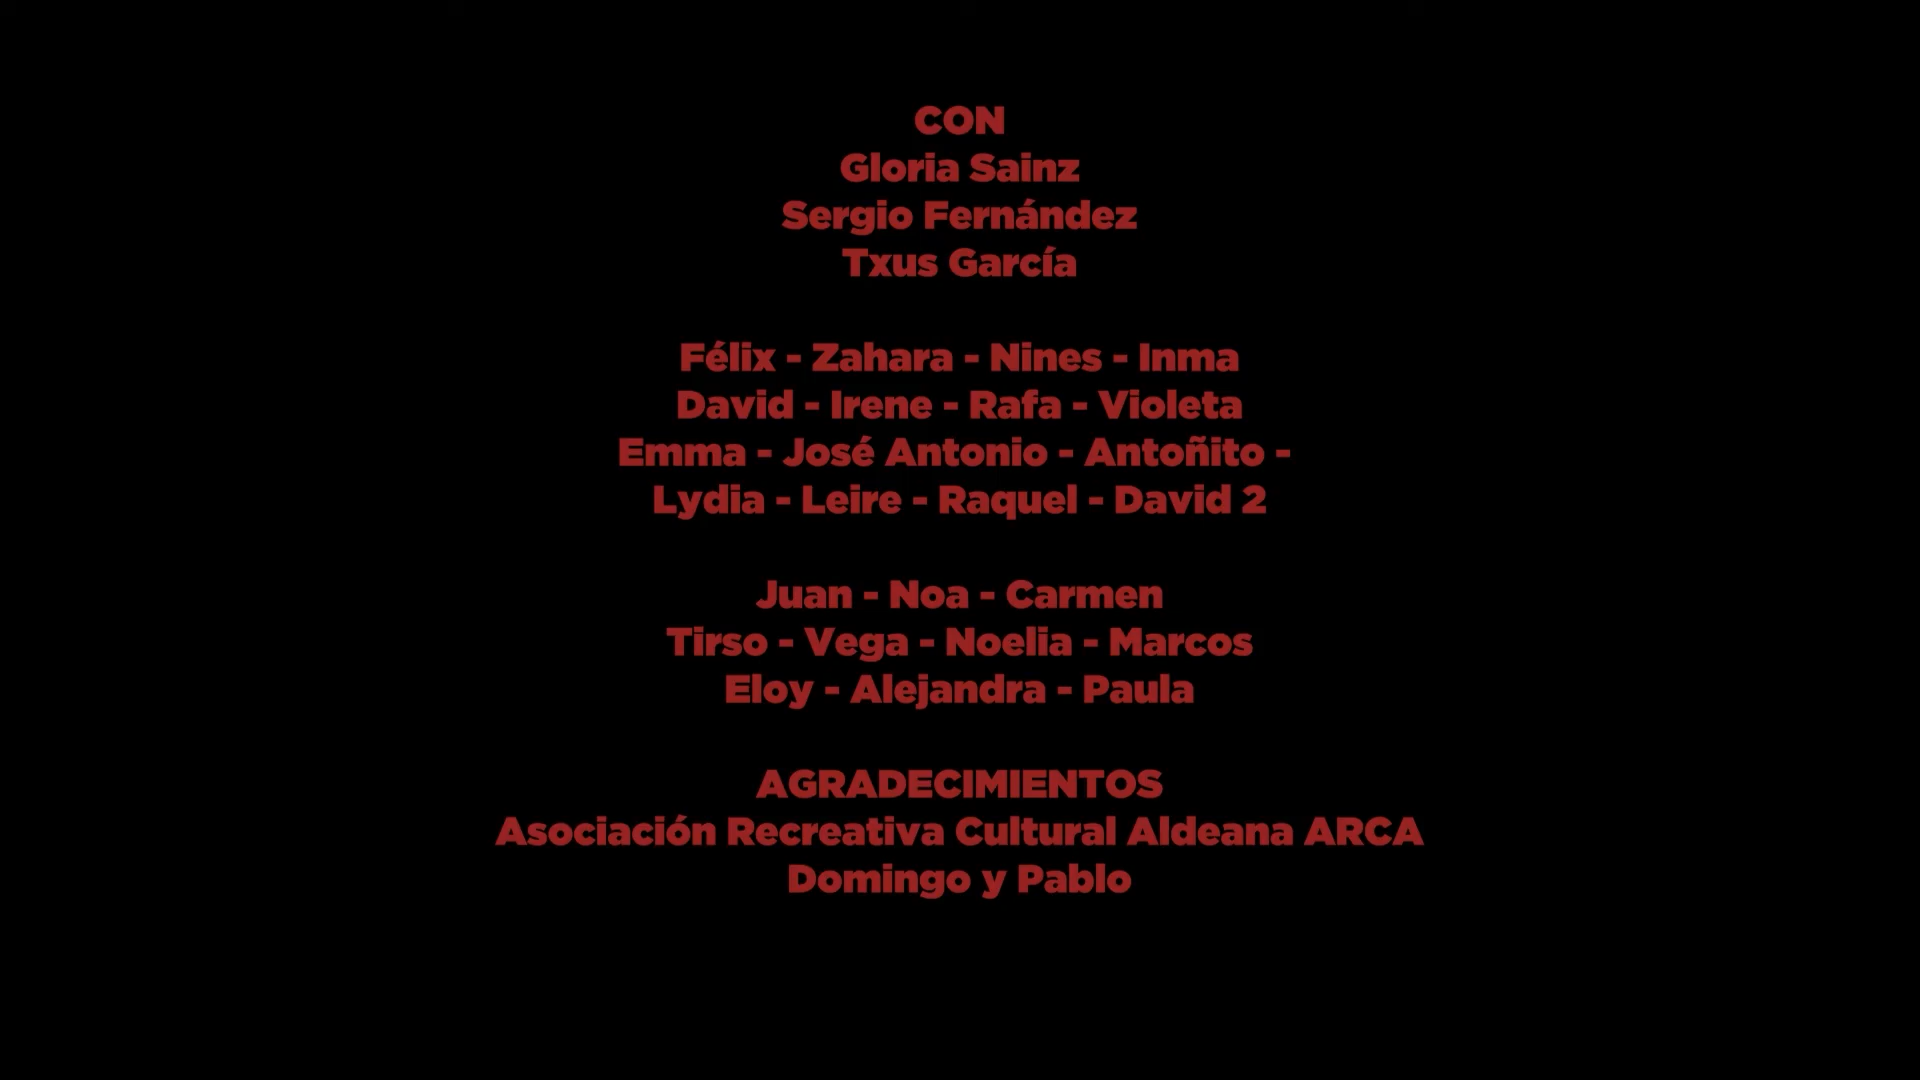 CON
Gloria Sainz
Sergio Fernández
Txus García
Félix - Zahara - Nines - Inma
David - Irene - Rafa - Violeta
Emma - José Antonio - Antoñito -
Lydia - Leire - Raquel - David 2
Juan - Noa - Carmen
Tirso - Vega - Noelia - Marcos
Eloy - Alejandra - Paula
AGRADECIMIENTOS
Asociación Recreativa Cultural Aldeana ARCA
Domingo y Pablo